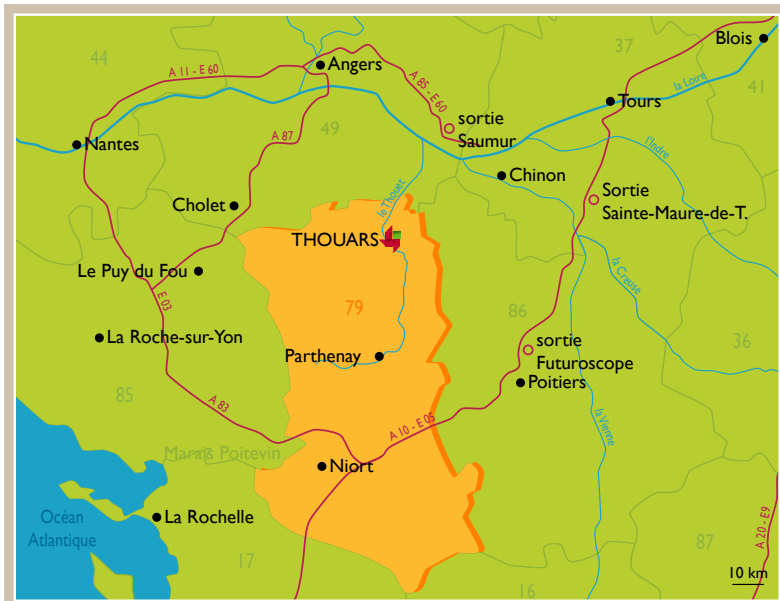 44
37
Blois
A 11 - E 60
Angers
A 85 - E 60
la Loire
41
Tours
sortie
Saumur
49
A 87
Nantes
l'Indre
Chinon
Sortie
Sainte-Maure-de-T.
Cholet
le Thouet
THOUARS
Le Puy du Fou
la Creuse
E 03
79
86
La Roche-sur-Yon
sortie
Futuroscope
36
Parthenay
Poitiers
85
A 83
A 10 - E 05
la Vienne
Marais Poitevin
Niort
Océan
Atlantique
La Rochelle
A 20 - E9
87
17
16
10 km